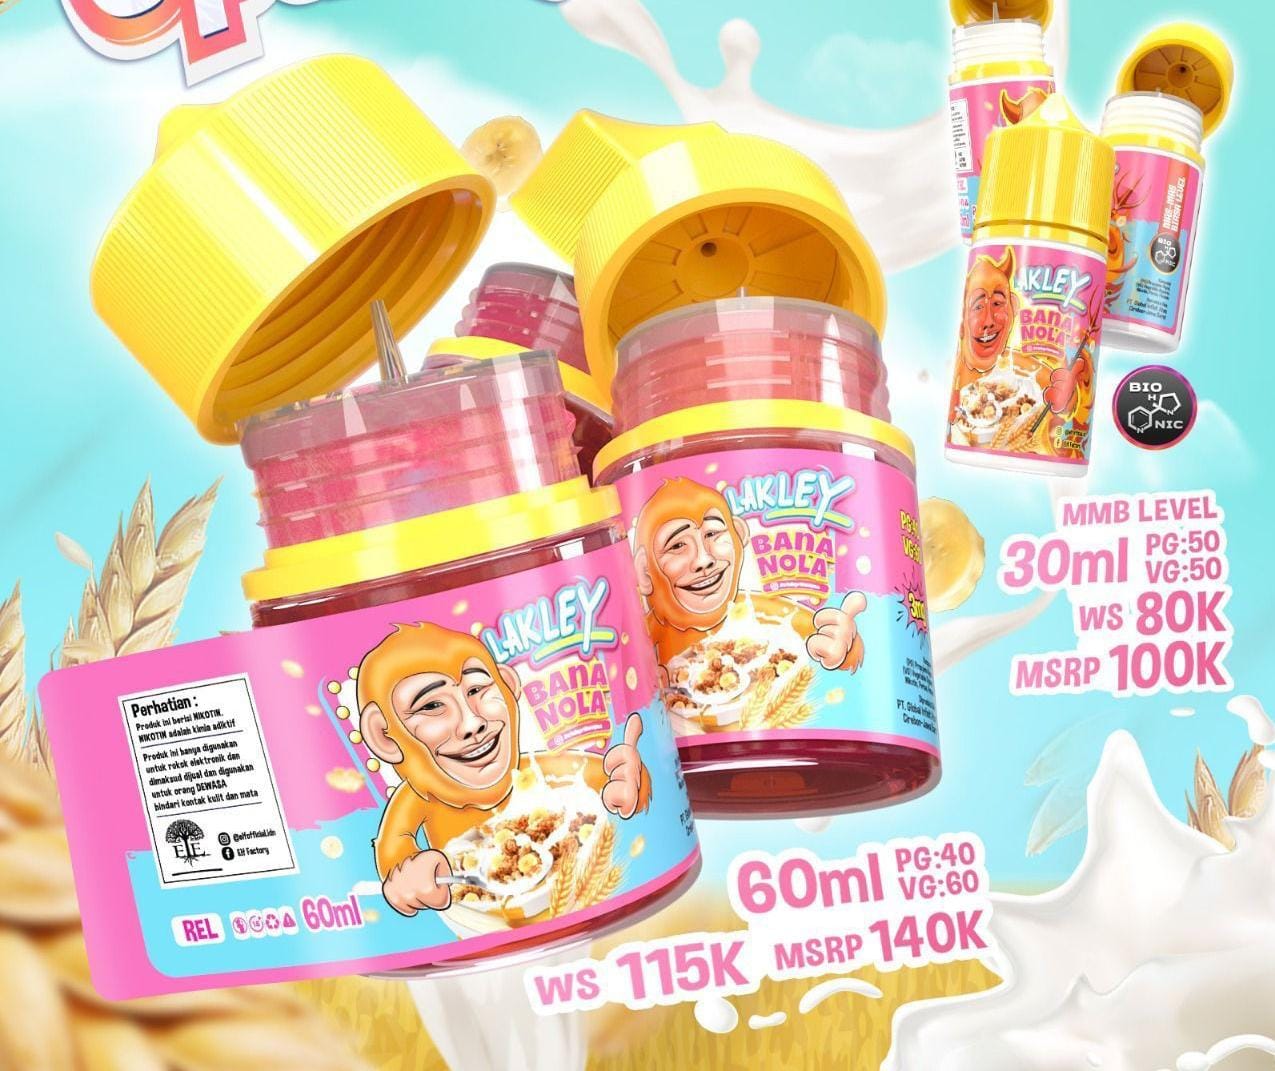 BIO
H
N
N
NIC
MMB LEVEL
30ml PG:50
VG:50
WS 80K
MSRP 100K
LAKLEY
BANA
NOLA
LAKLEY
BANA
NOLA
3mg
LAKLEY
BANA
NOLA
Perhatian :
Produk ini berisi NIKOTIN.
NIKOTIN adalah kimia adiktif
Produk ini hanya digunakan
untuk rokok elektronik dan
dimaksud dijual dan digunakan
untuk orang DEWASA
hindari kontak kulit dan mata
ELF
@elfofficial.idn
Elf Factory
REL 60ml
60ml PG:40
VG:60
WS 115K MSRP 140K